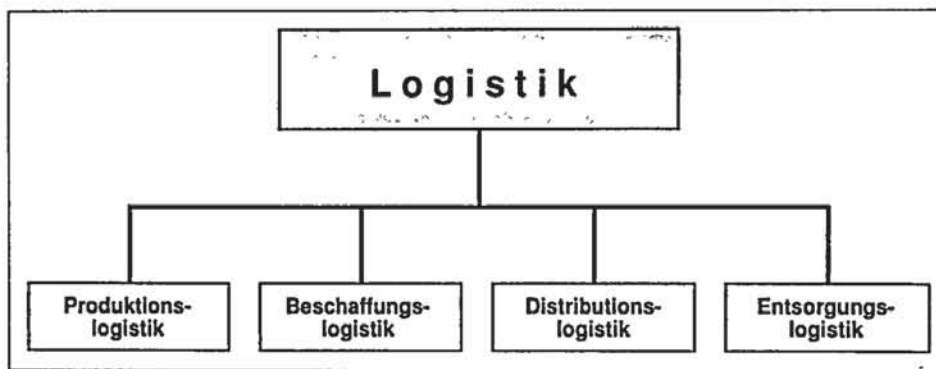 Logistik
Produktions-
logistik
Beschaffungs-
logistik
Distributions-
logistik
Entsorgungs-
logistik